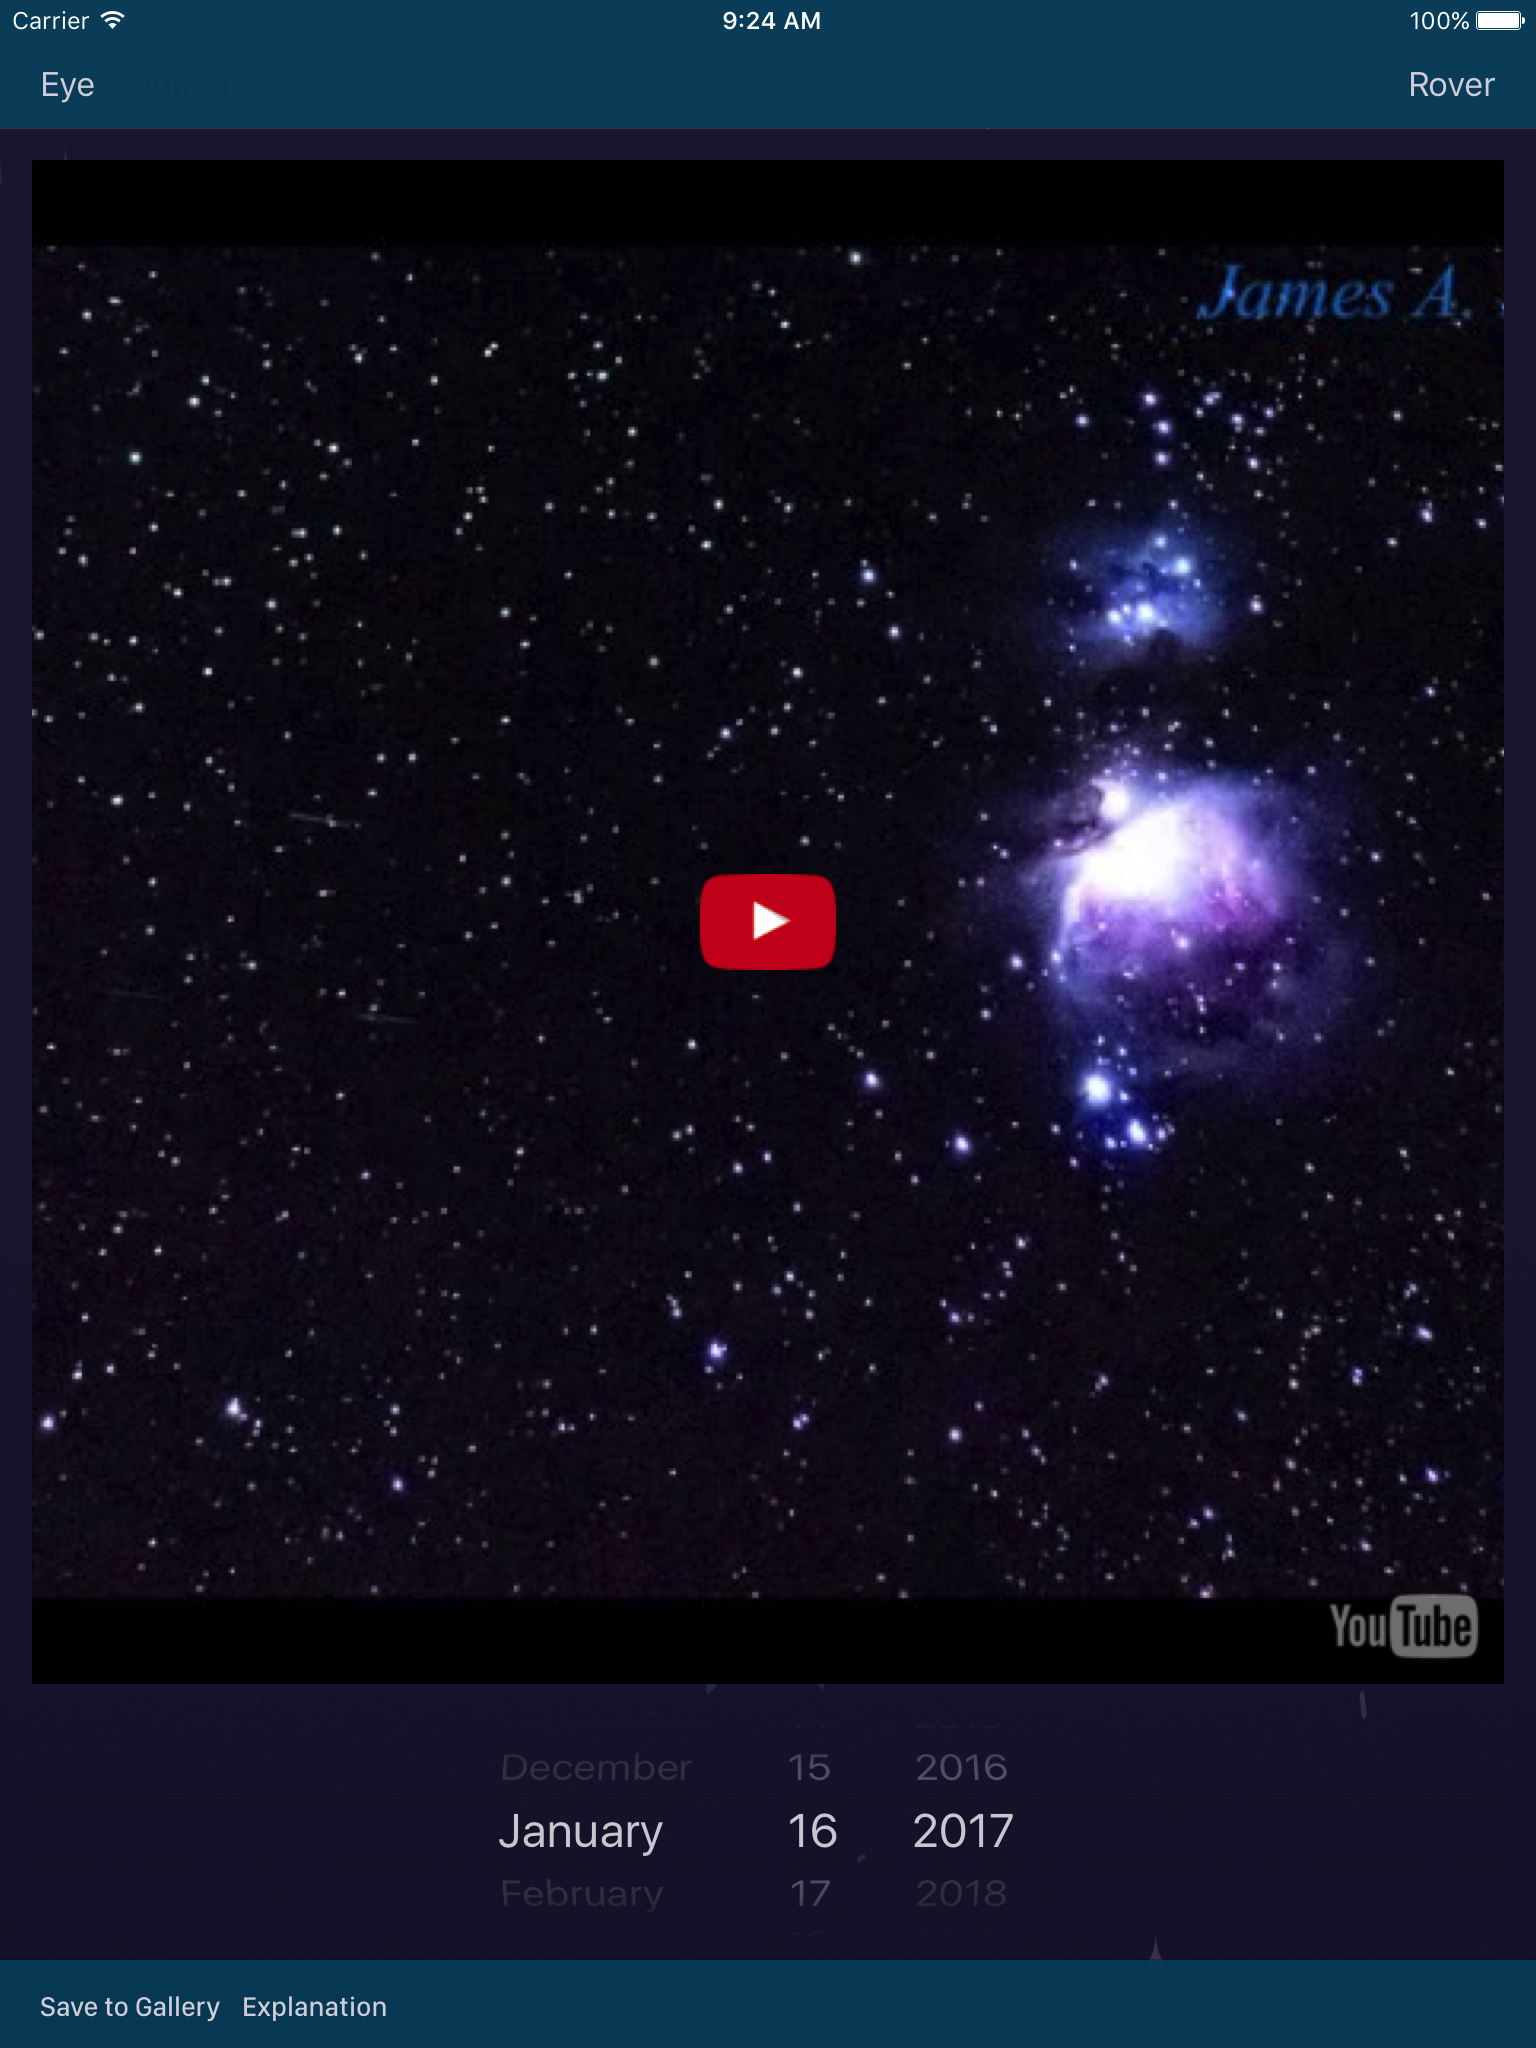 Carrier 9:24 AM 100%
Eye Sounds Rover
James A.
YouTube
December 15 2016
January 16 2017
February 17 2018
Save to Gallery Explanation